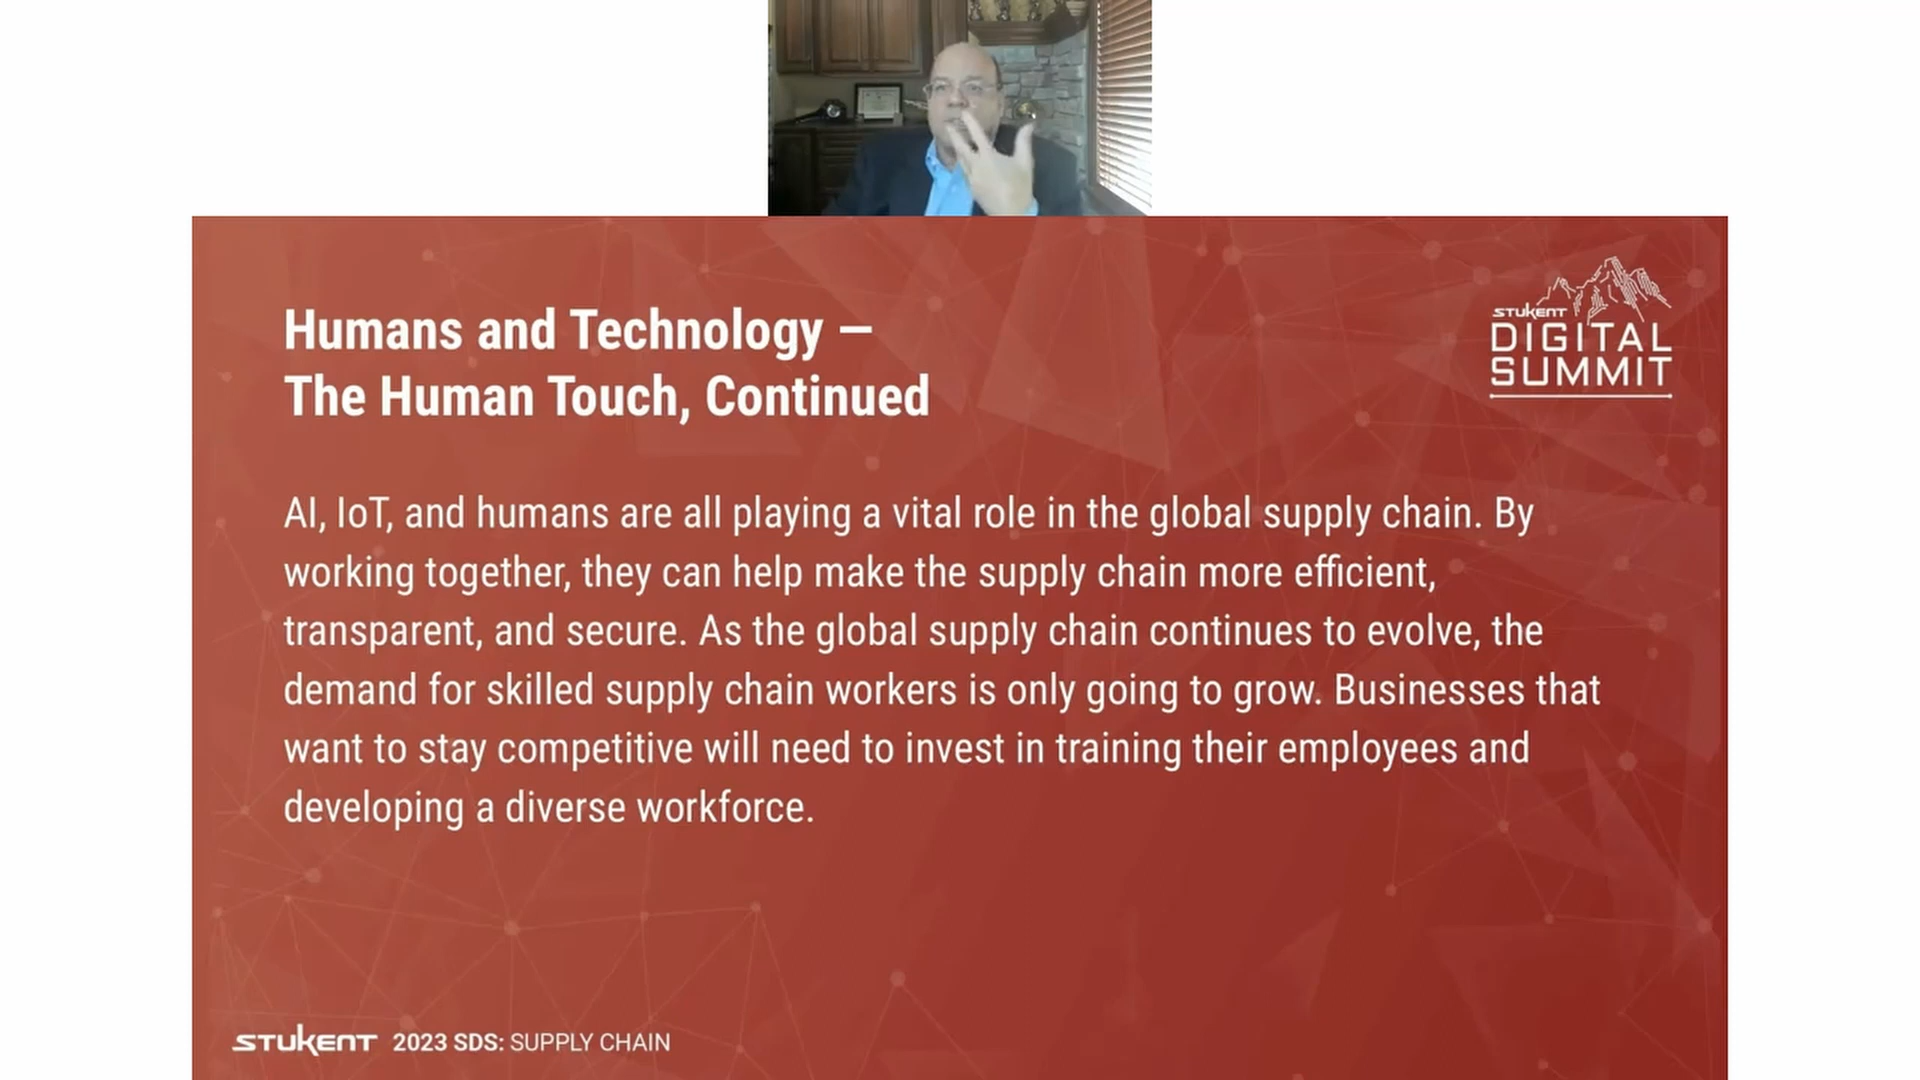 Humans and Technology —
The Human Touch, Continued
STUKENT
DIGITAL
SUMMIT
AI, IoT, and humans are all playing a vital role in the global supply chain. By
working together, they can help make the supply chain more efficient,
transparent, and secure. As the global supply chain continues to evolve, the
demand for skilled supply chain workers is only going to grow. Businesses that
want to stay competitive will need to invest in training their employees and
developing a diverse workforce.
STUKENT 2023 SDS: SUPPLY CHAIN